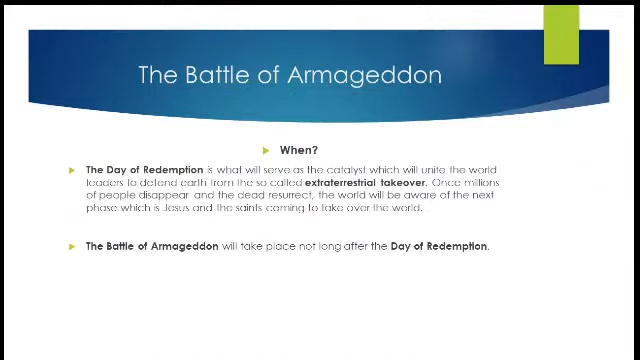 The Battle of Armageddon
When?
The Day of Redemption is what will serve as the catalyst which will unite the world
leaders to defend earth from the so called extraterrestrial takeover. Once millions
of people disappear and the dead resurrect, the world will be aware of the next
phase which is Jesus and the saints coming to take over the world.
The Battle of Armageddon will take place not long after the Day of Redemption.